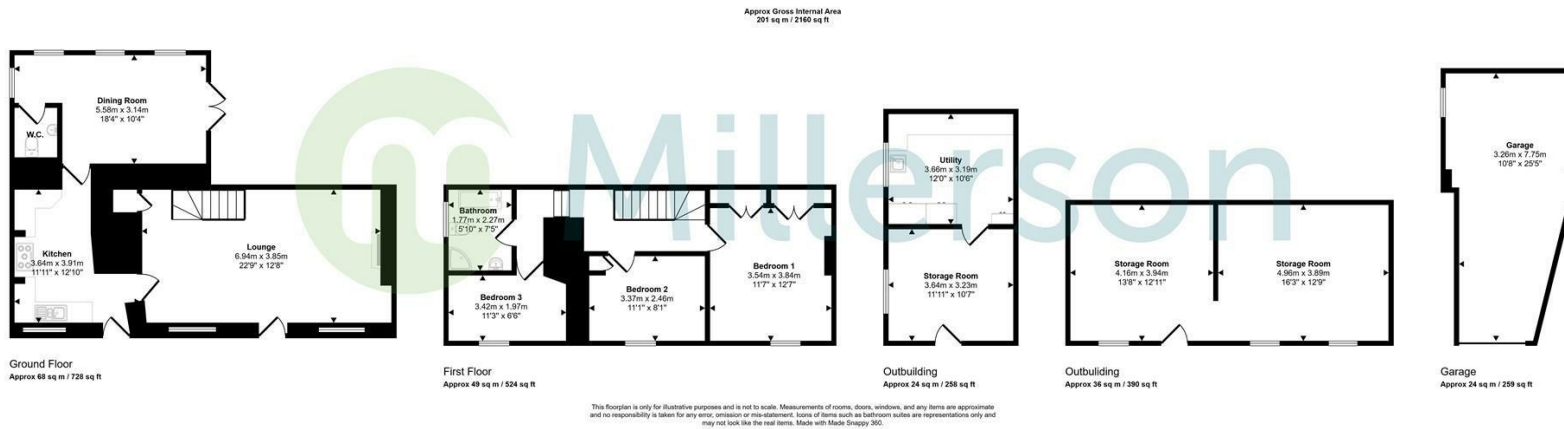 Approx Gross Internal Area
201 sq m / 2160 sq ft
Millerson
Dining Room
5.58m x 3.14m
18'4" x 10'4"
W.C.
Kitchen
3.64m x 3.91m
11'11" x 12'10"
Lounge
6.94m x 3.85m
22'9" x 12'8"
Ground Floor
Approx 68 sq m / 728 sq ft
Bathroom
1.77m x 2.27m
5'10" x 7'5"
Bedroom 3
3.42m x 1.97m
11'3" x 6'6"
Bedroom 2
3.37m x 2.46m
11'1" x 8'1"
Bedroom 1
3.54m x 3.84m
11'7" x 12'7"
First Floor
Approx 49 sq m / 524 sq ft
Utility
3.66m x 3.19m
12'0" x 10'6"
Storage Room
3.64m x 3.23m
11'11" x 10'7"
Outbuilding
Approx 24 sq m / 258 sq ft
Storage Room
4.16m x 3.94m
13'8" x 12'11"
Storage Room
4.96m x 3.89m
16'3" x 12'9"
Outbuliding
Approx 36 sq m / 390 sq ft
Garage
3.26m x 7.75m
10'8" x 25'5"
Garage
Approx 24 sq m / 259 sq ft
This floorplan is only for illustrative purposes and is not to scale. Measurements of rooms, doors, windows, and any items are approximate
and no responsibility is taken for any error, omission or mis-statement. Icons of items such as bathroom suites are representations only and
may not look like the real items. Made with Made Snappy 360.